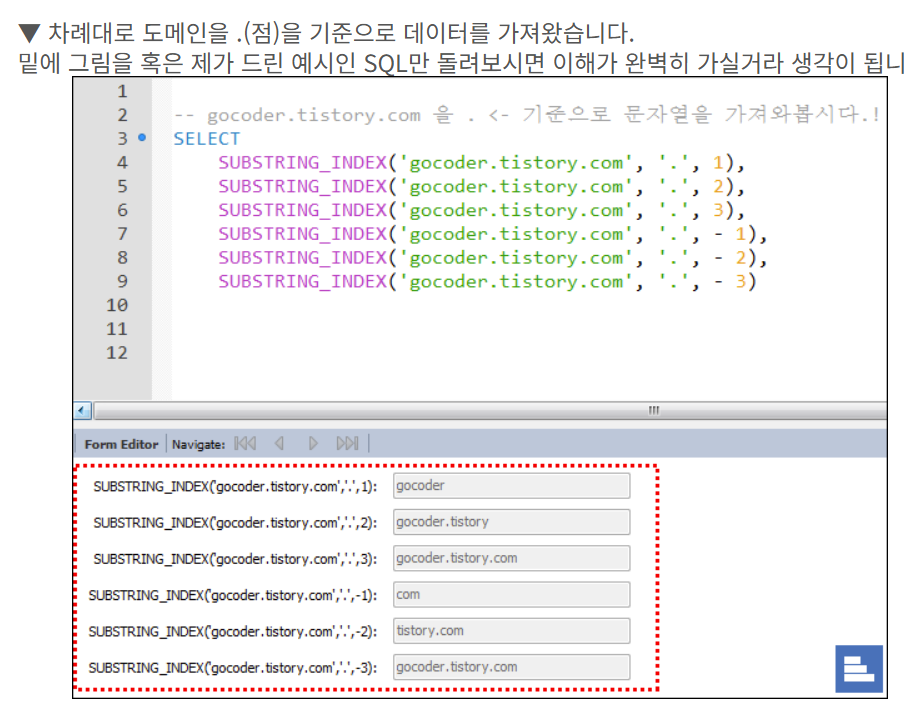 ▼ 차례대로 도메인을 .(점)을 기준으로 데이터를 가져왔습니다.
밑에 그림을 혹은 제가 드린 예시인 SQL만 돌려보시면 이해가 완벽히 가실거라 생각이 됩니
1
2 -- gocoder.tistory.com 을 . <- 기준으로 문자열을 가져와봅시다.!
3 SELECT
4 SUBSTRING_INDEX('gocoder.tistory.com', '.', 1),
5 SUBSTRING_INDEX('gocoder.tistory.com', '.', 2),
6 SUBSTRING_INDEX('gocoder.tistory.com', '.', 3),
7 SUBSTRING_INDEX('gocoder.tistory.com', '.', - 1),
8 SUBSTRING_INDEX('gocoder.tistory.com', '.', - 2),
9 SUBSTRING_INDEX('gocoder.tistory.com', '.', - 3)
10
11
12
Form Editor Navigate:
SUBSTRING_INDEX('gocoder.tistory.com','.',1): gocoder
SUBSTRING_INDEX('gocoder.tistory.com','.',2): gocoder.tistory
SUBSTRING_INDEX('gocoder.tistory.com','.',3): gocoder.tistory.com
SUBSTRING_INDEX('gocoder.tistory.com','.',-1): com
SUBSTRING_INDEX('gocoder.tistory.com','.',-2): tistory.com
SUBSTRING_INDEX('gocoder.tistory.com','.',-3): gocoder.tistory.com